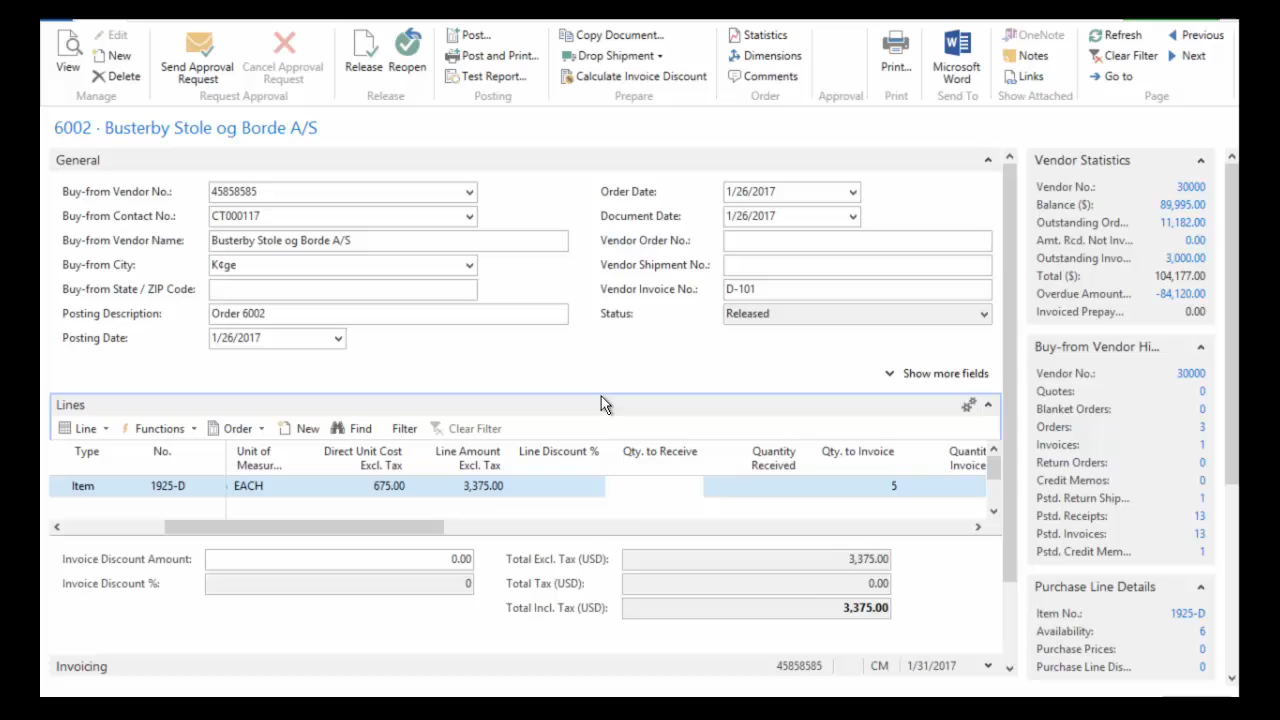 View
Edit
New
Delete
Manage
Send Approval Request
Cancel Approval Request
Request Approval
Release
Reopen
Release
Post...
Post and Print...
Test Report...
Posting
Copy Document...
Drop Shipment
Calculate Invoice Discount
Prepare
Statistics
Dimensions
Comments
Order
Approval
Print...
Print
Microsoft Word
Send To
OneNote
Notes
Links
Show Attached
Refresh
Clear Filter
Go to
Previous
Next
Page
6002 · Busterby Stole og Borde A/S
General
Buy-from Vendor No.: 45858585
Buy-from Contact No.: CT000117
Buy-from Vendor Name: Busterby Stole og Borde A/S
Buy-from City: K¢ge
Buy-from State / ZIP Code:
Posting Description: Order 6002
Posting Date: 1/26/2017
Order Date: 1/26/2017
Document Date: 1/26/2017
Vendor Order No.:
Vendor Shipment No.:
Vendor Invoice No.: D-101
Status: Released
Show more fields
Lines
Line Functions Order New Find Filter Clear Filter
Type No. Unit of Measur... Direct Unit Cost Excl. Tax Line Amount Excl. Tax Line Discount % Qty. to Receive Quantity Received Qty. to Invoice Quantit Invoice
Item 1925-D EACH 675.00 3,375.00 5
Invoice Discount Amount: 0.00
Invoice Discount %: 0
Total Excl. Tax (USD): 3,375.00
Total Tax (USD): 0.00
Total Incl. Tax (USD): 3,375.00
Invoicing 45858585 CM 1/31/2017
Vendor Statistics
Vendor No.: 30000
Balance ($): 89,995.00
Outstanding Ord... 11,182.00
Amt. Rcd. Not Inv... 0.00
Outstanding Invo... 3,000.00
Total ($): 104,177.00
Overdue Amount... -84,120.00
Invoiced Prepay... 0.00
Buy-from Vendor Hi...
Vendor No.: 30000
Quotes: 0
Blanket Orders: 0
Orders: 3
Invoices: 1
Return Orders: 0
Credit Memos: 0
Pstd. Return Ship... 1
Pstd. Receipts: 13
Pstd. Invoices: 13
Pstd. Credit Mem... 1
Purchase Line Details
Item No.: 1925-D
Availability: 6
Purchase Prices: 0
Purchase Line Dis... 0